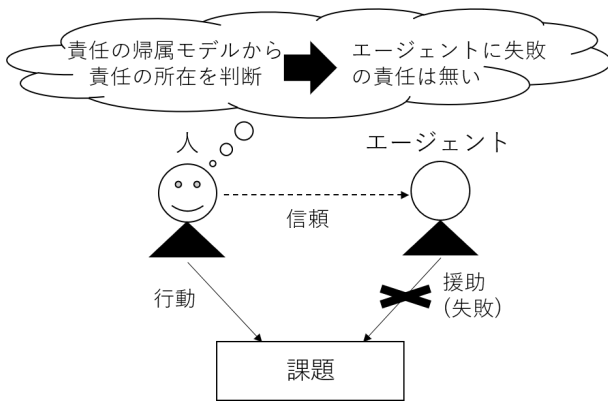 責任の帰属モデルから
責任の所在を判断
エージェントに失敗
の責任は無い
人
エージェント
信頼
行動
援助
(失敗)
課題